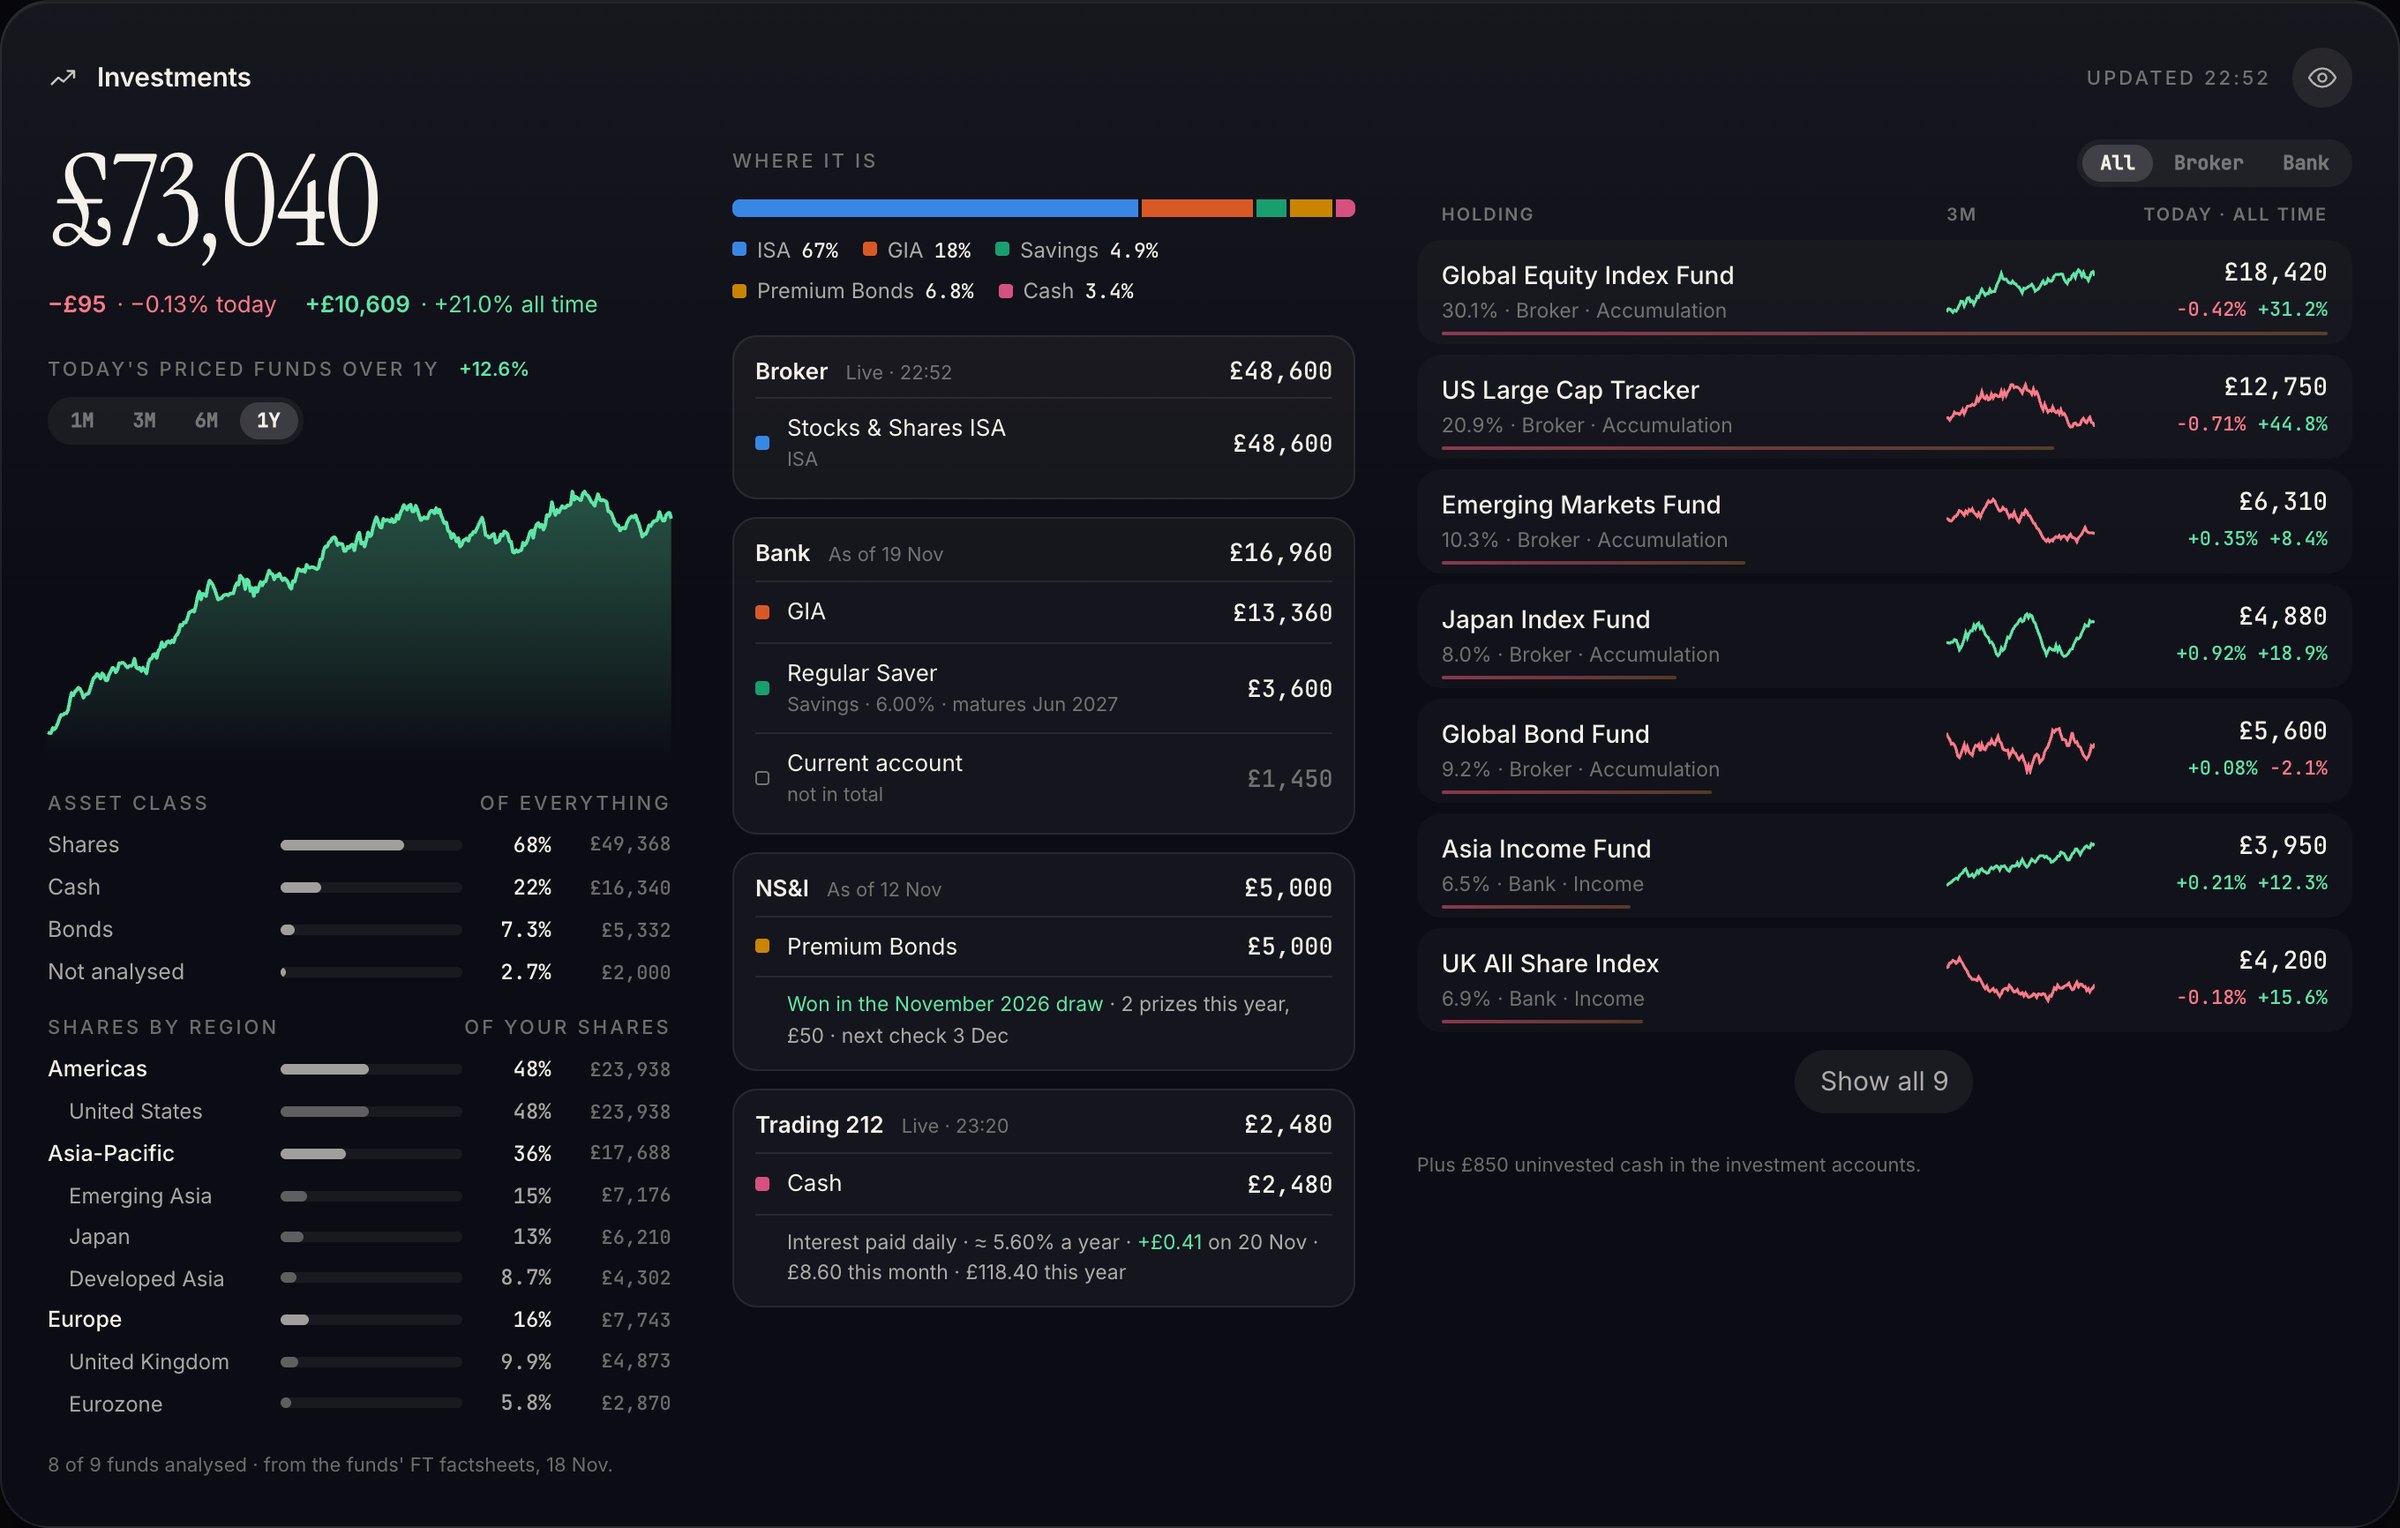 Investments
UPDATED 22:52
£73,040
−£95 · −0.13% today +£10,609 · +21.0% all time
TODAY'S PRICED FUNDS OVER 1Y +12.6%
1M 3M 6M 1Y
ASSET CLASS OF EVERYTHING
Shares 68% £49,368
Cash 22% £16,340
Bonds 7.3% £5,332
Not analysed 2.7% £2,000
SHARES BY REGION OF YOUR SHARES
Americas 48% £23,938
United States 48% £23,938
Asia-Pacific 36% £17,688
Emerging Asia 15% £7,176
Japan 13% £6,210
Developed Asia 8.7% £4,302
Europe 16% £7,743
United Kingdom 9.9% £4,873
Eurozone 5.8% £2,870
8 of 9 funds analysed · from the funds' FT factsheets, 18 Nov.
WHERE IT IS
ISA 67% GIA 18% Savings 4.9%
Premium Bonds 6.8% Cash 3.4%
Broker Live · 22:52 £48,600
Stocks & Shares ISA £48,600
ISA
Bank As of 19 Nov £16,960
GIA £13,360
Regular Saver £3,600
Savings · 6.00% · matures Jun 2027
Current account £1,450
not in total
NS&I As of 12 Nov £5,000
Premium Bonds £5,000
Won in the November 2026 draw · 2 prizes this year,
£50 · next check 3 Dec
Trading 212 Live · 23:20 £2,480
Cash £2,480
Interest paid daily · ≈ 5.60% a year · +£0.41 on 20 Nov ·
£8.60 this month · £118.40 this year
All Broker Bank
HOLDING 3M TODAY · ALL TIME
Global Equity Index Fund £18,420
30.1% · Broker · Accumulation -0.42% +31.2%
US Large Cap Tracker £12,750
20.9% · Broker · Accumulation -0.71% +44.8%
Emerging Markets Fund £6,310
10.3% · Broker · Accumulation +0.35% +8.4%
Japan Index Fund £4,880
8.0% · Broker · Accumulation +0.92% +18.9%
Global Bond Fund £5,600
9.2% · Broker · Accumulation +0.08% -2.1%
Asia Income Fund £3,950
6.5% · Bank · Income +0.21% +12.3%
UK All Share Index £4,200
6.9% · Bank · Income -0.18% +15.6%
Show all 9
Plus £850 uninvested cash in the investment accounts.